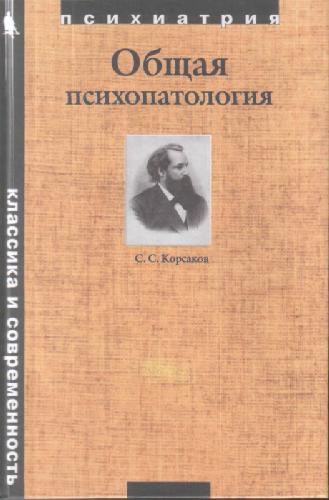 психиатрия
Общая
психопатология
С. С. Корсаков
классика и современность